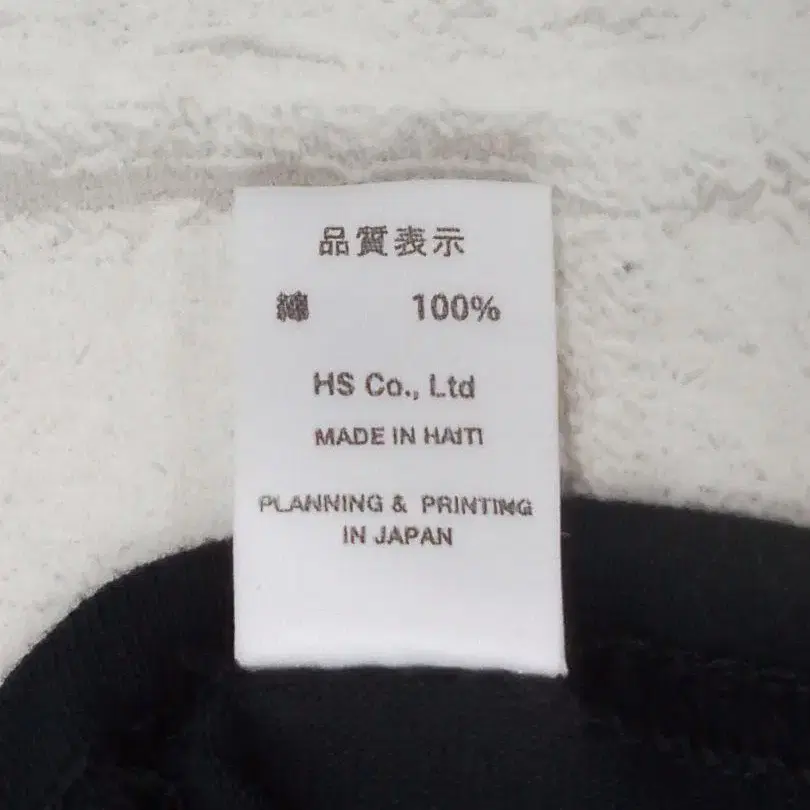 品質表示
綿 100%
HS Co., Ltd
MADE IN HAITI
PLANNING & PRINTING
IN JAPAN